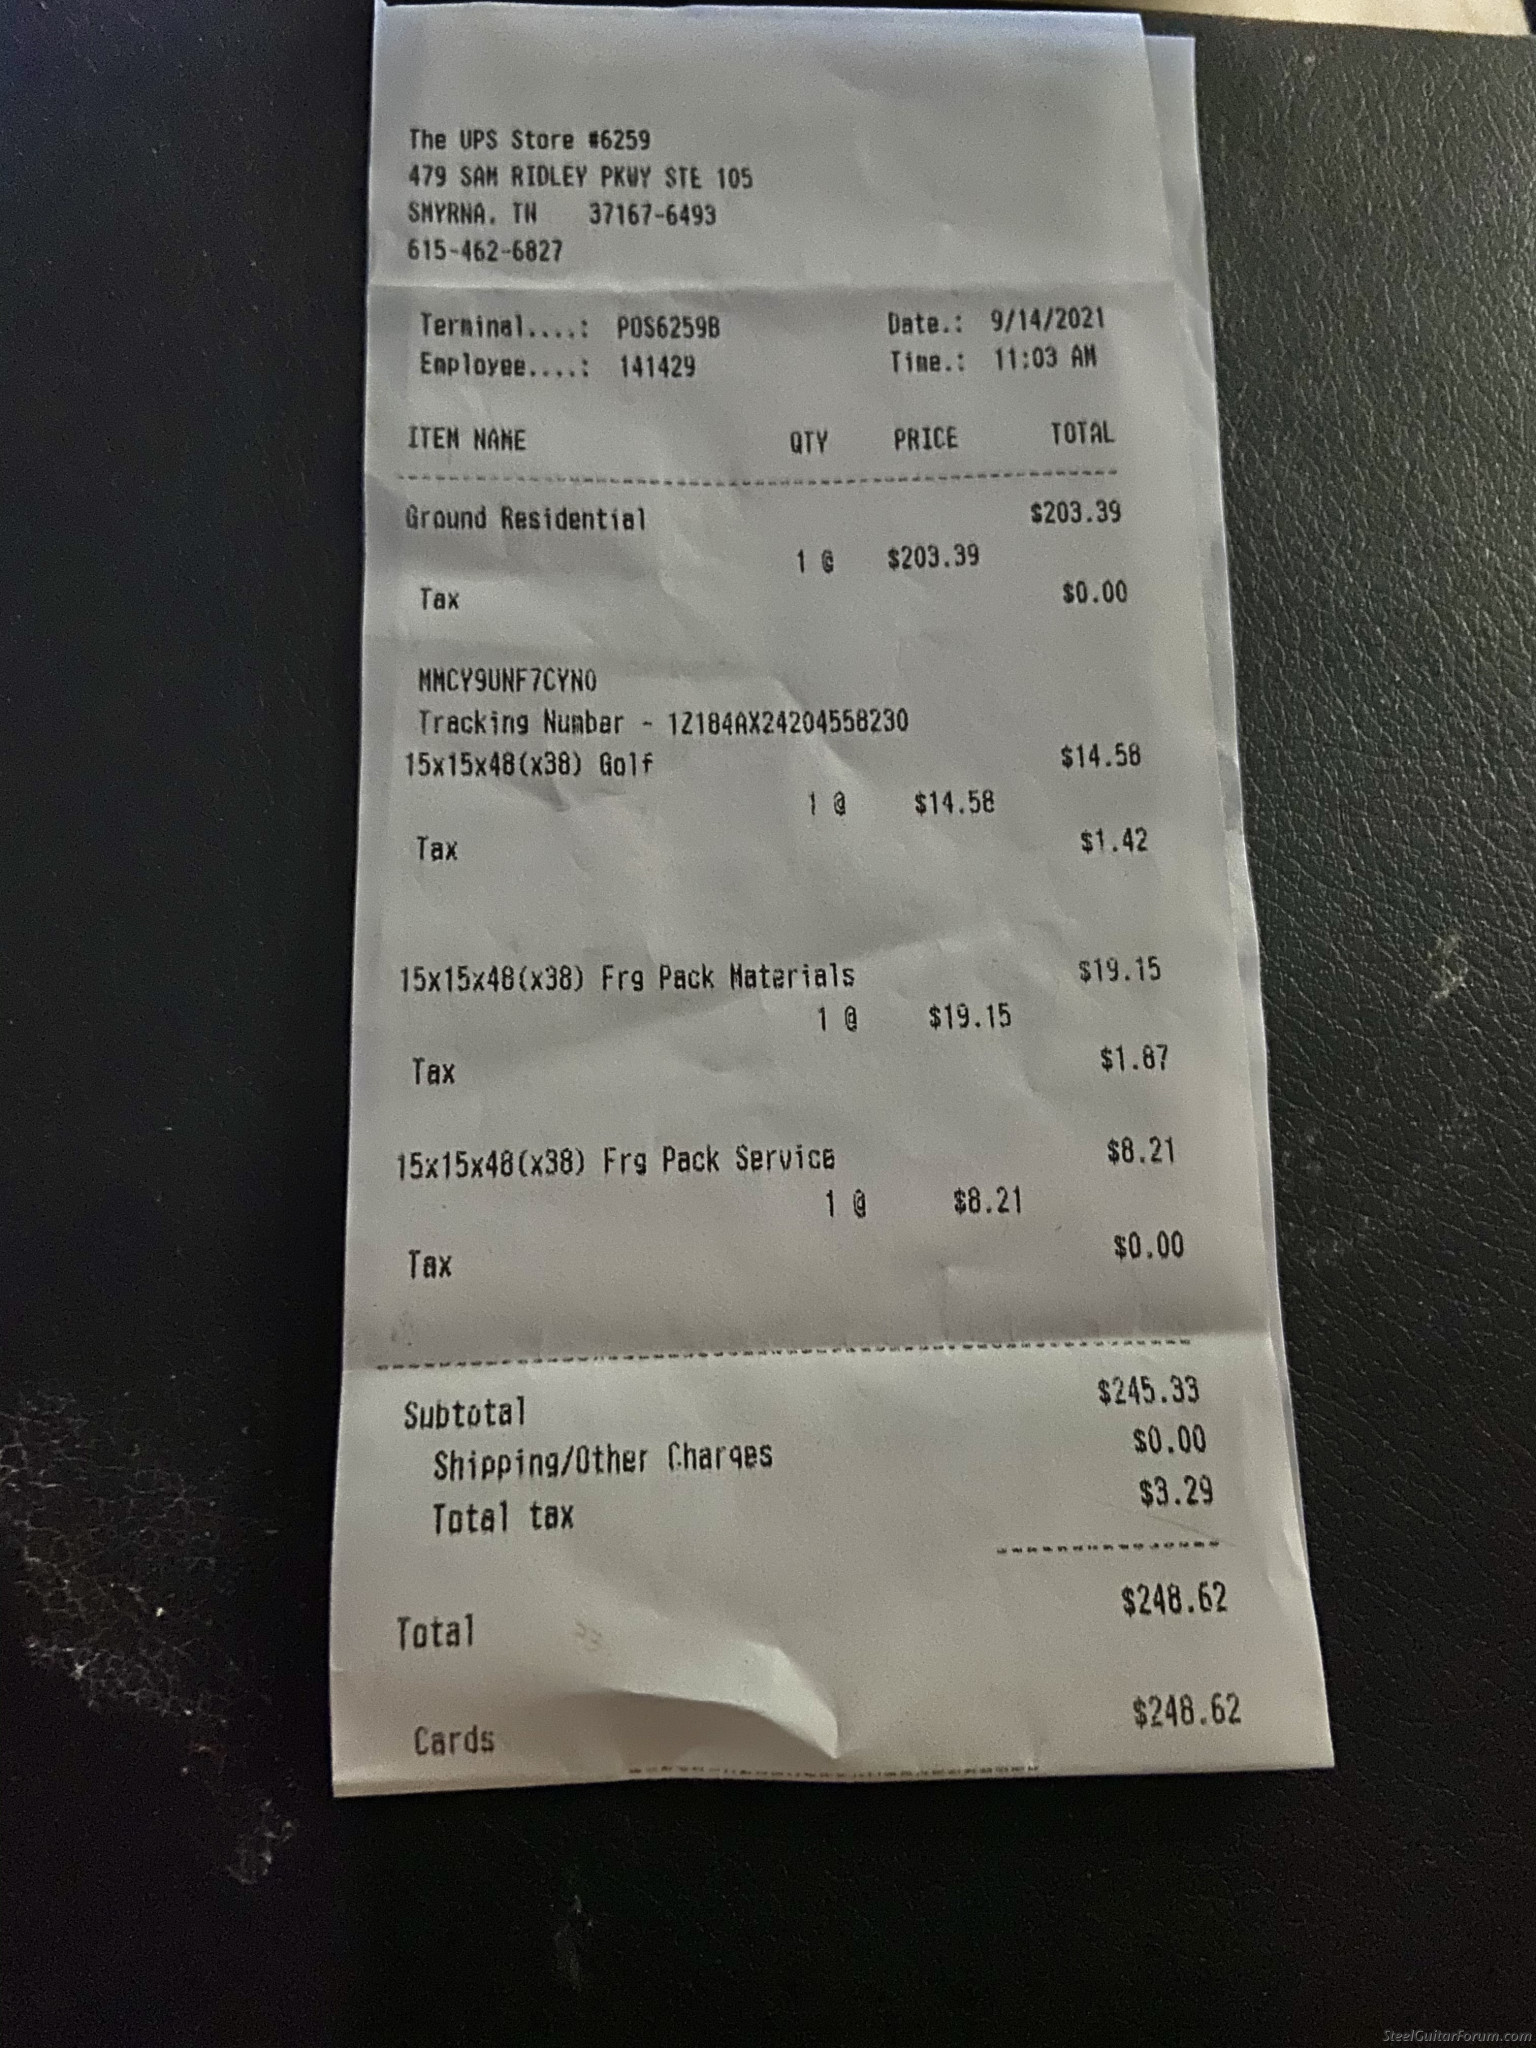 The UPS Store #6259
479 SAM RIDLEY PKWY STE 105
SMYRNA, TN 37167-6493
615-462-6827
Terminal....: POS6259B Date.: 9/14/2021
Employee....: 141429 Time.: 11:03 AM
ITEM NAME QTY PRICE TOTAL
Ground Residential $203.39
1 @ $203.39
Tax $0.00
MMCY9UNF7CYN0
Tracking Number - 1Z184AX24204558230
15x15x48(x38) Golf $14.58
1 @ $14.58
Tax $1.42
15x15x48(x38) Frg Pack Materials $19.15
1 @ $19.15
Tax $1.87
15x15x48(x38) Frg Pack Service $8.21
1 @ $8.21
Tax $0.00
Subtotal $245.33
Shipping/Other Charges $0.00
Total tax $3.29
Total $248.62
Cards $248.62
SteelGuitarForum.com